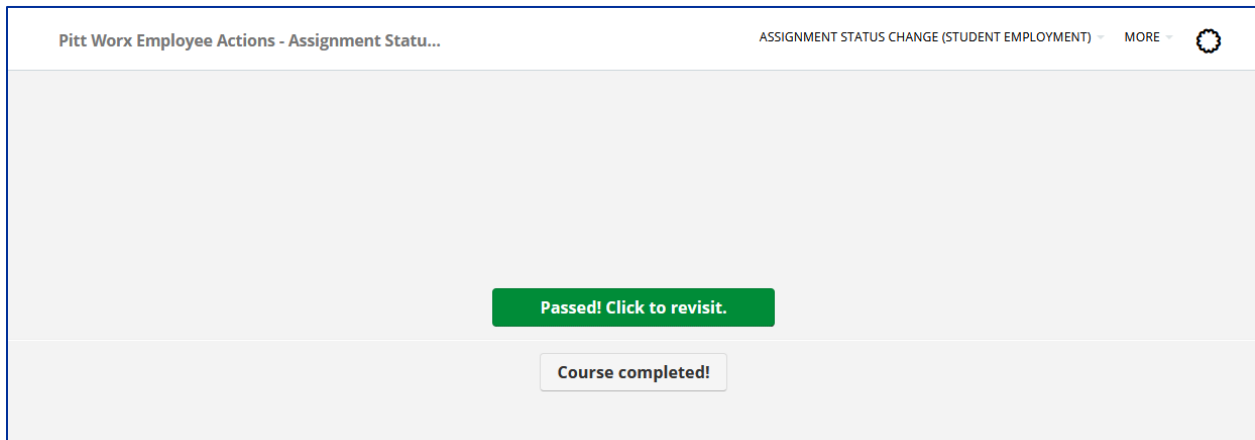 Pitt Worx Employee Actions - Assignment Statu...
ASSIGNMENT STATUS CHANGE (STUDENT EMPLOYMENT) MORE
Passed! Click to revisit.
Course completed!